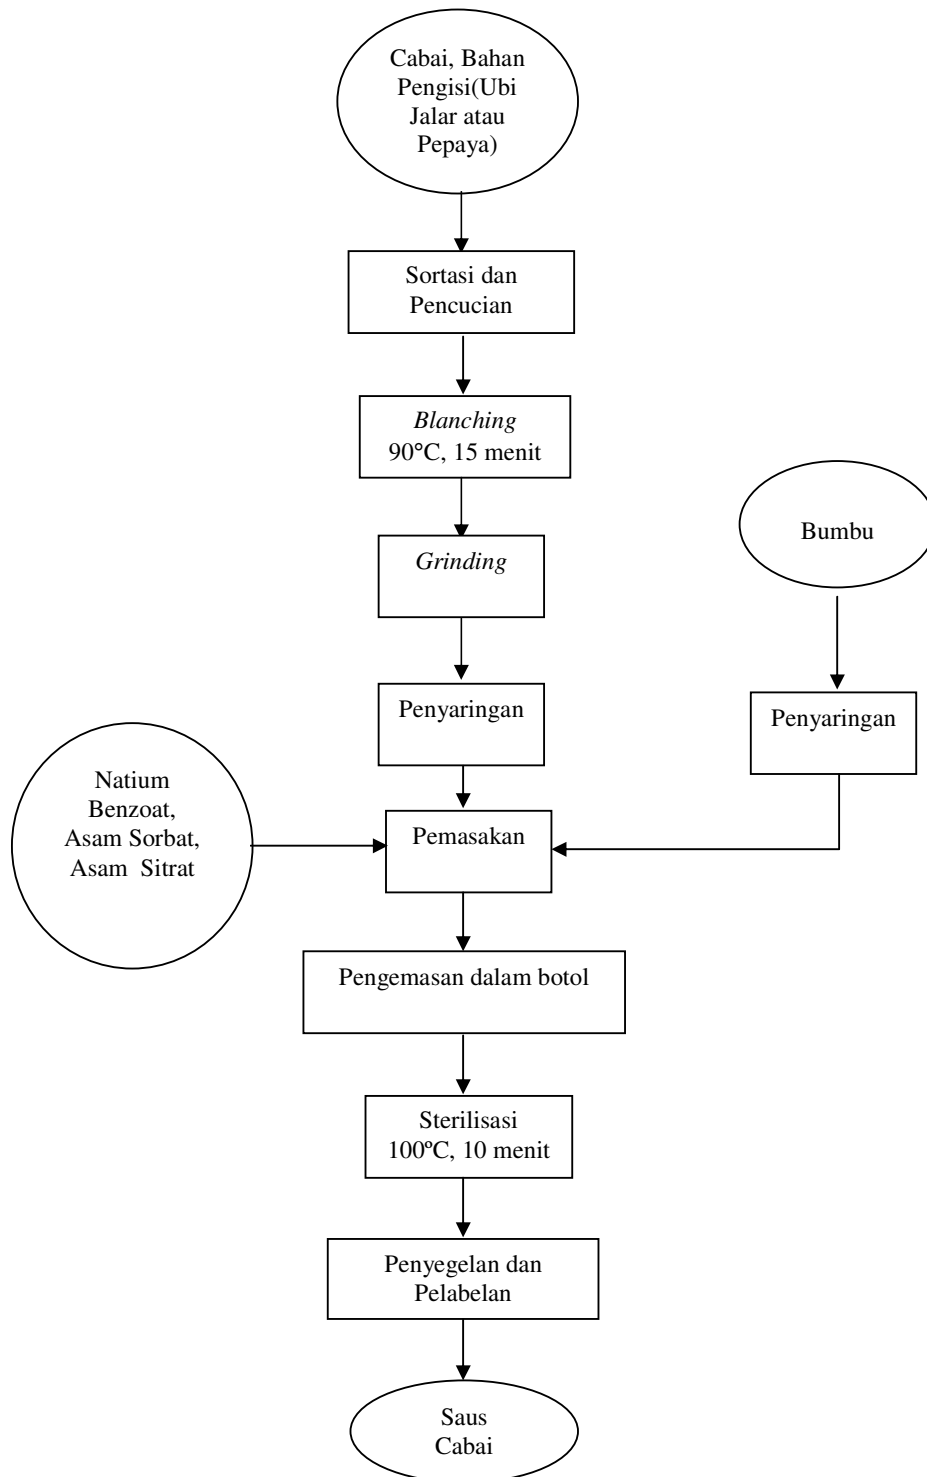 Cabai, Bahan
Pengisi(Ubi
Jalar atau
Pepaya)
Sortasi dan
Pencucian
Blanching
90°C, 15 menit
Grinding
Bumbu
Penyaringan
Penyaringan
Natium
Benzoat,
Asam Sorbat,
Asam  Sitrat
Pemasakan
Pengemasan dalam botol
Sterilisasi
100ºC, 10 menit
Penyegelan dan
Pelabelan
Saus
Cabai